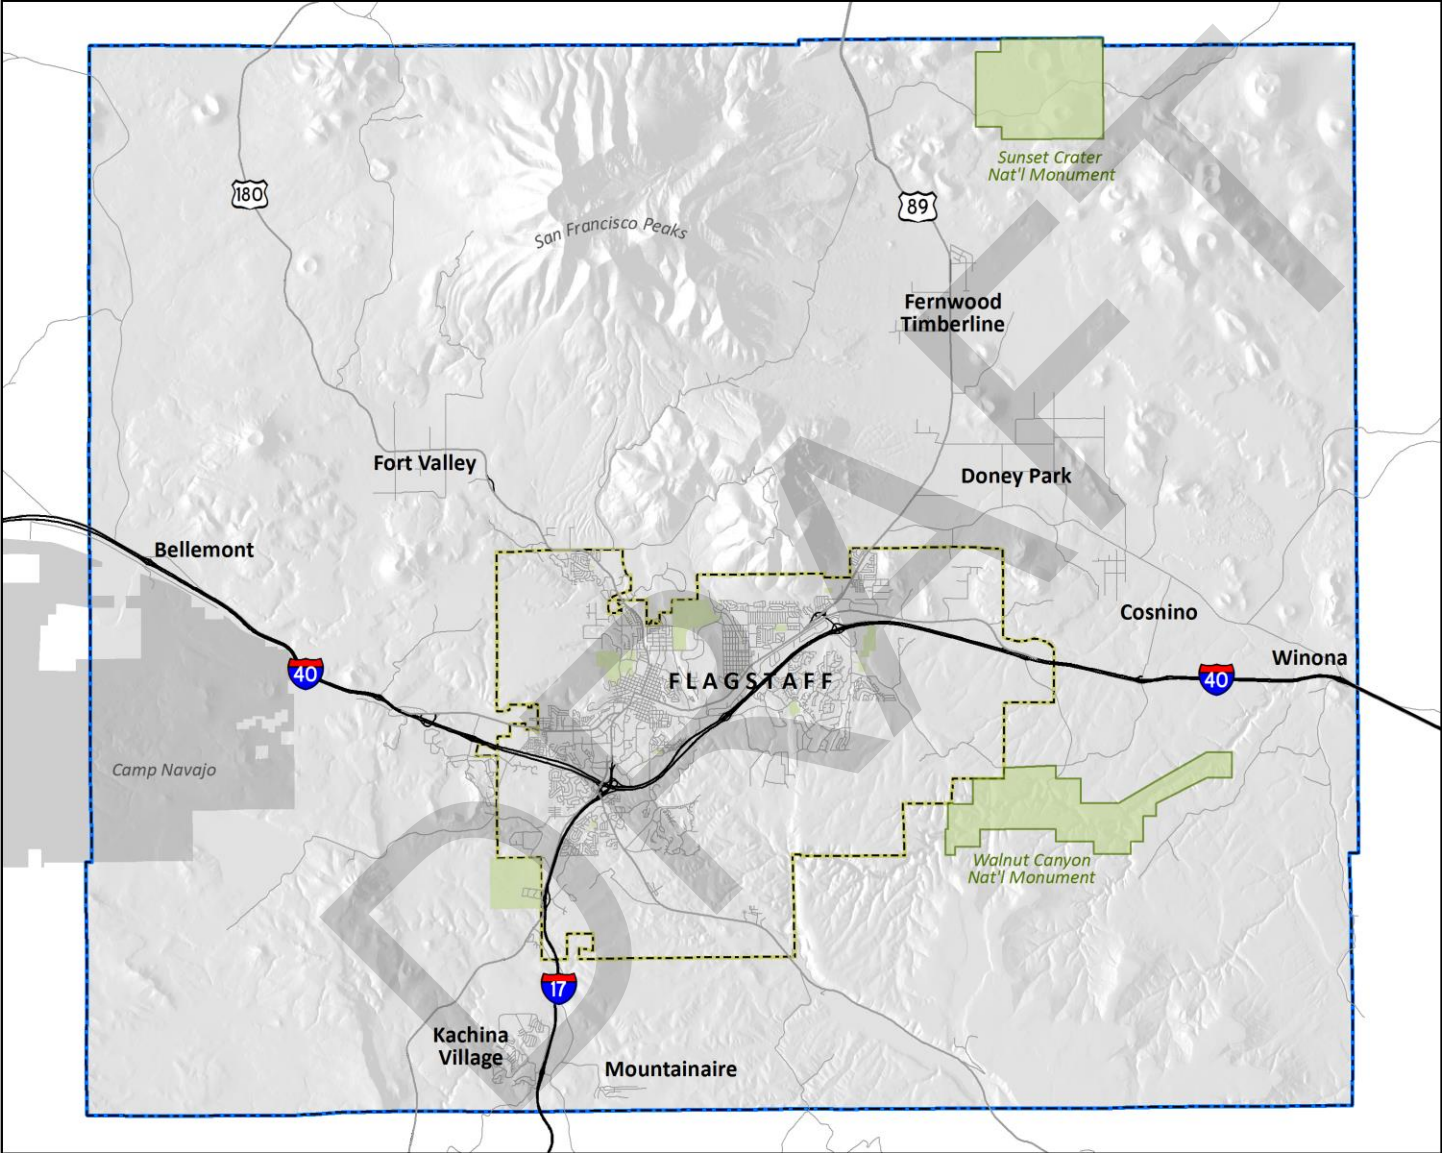 Sunset Crater
Nat'l Monument
180
89
San Francisco Peaks
Fernwood
Timberline
Fort Valley
Doney Park
Bellemont
Cosnino
Winona
40
40
FLAGSTAFF
Camp Navajo
Walnut Canyon
Nat'l Monument
17
Kachina
Village
Mountainaire
DRAFT